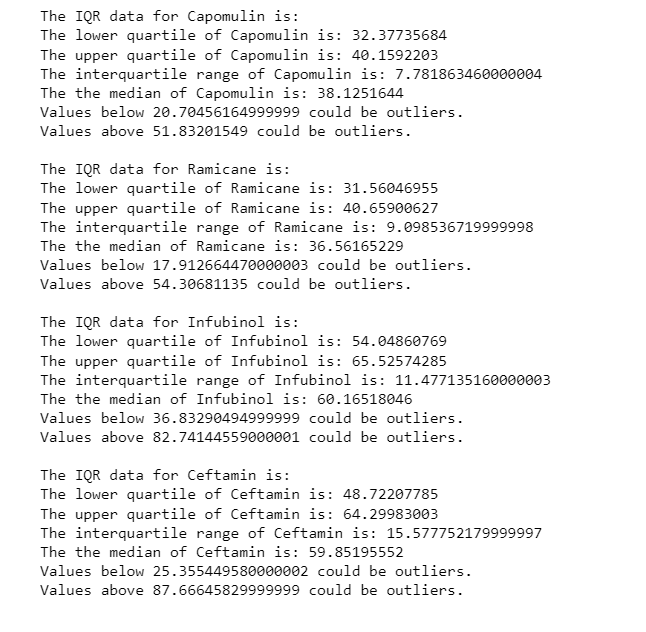 The IQR data for Capomulin is:
The lower quartile of Capomulin is: 32.37735684
The upper quartile of Capomulin is: 40.1592203
The interquartile range of Capomulin is: 7.781863460000004
The the median of Capomulin is: 38.1251644
Values below 20.70456164999999 could be outliers.
Values above 51.83201549 could be outliers.
The IQR data for Ramicane is:
The lower quartile of Ramicane is: 31.56046955
The upper quartile of Ramicane is: 40.65900627
The interquartile range of Ramicane is: 9.098536719999998
The the median of Ramicane is: 36.56165229
Values below 17.912664470000003 could be outliers.
Values above 54.30681135 could be outliers.
The IQR data for Infubinol is:
The lower quartile of Infubinol is: 54.04860769
The upper quartile of Infubinol is: 65.52574285
The interquartile range of Infubinol is: 11.477135160000003
The the median of Infubinol is: 60.16518046
Values below 36.83290494999999 could be outliers.
Values above 82.74144559000001 could be outliers.
The IQR data for Ceftamin is:
The lower quartile of Ceftamin is: 48.72207785
The upper quartile of Ceftamin is: 64.29983003
The interquartile range of Ceftamin is: 15.577752179999997
The the median of Ceftamin is: 59.85195552
Values below 25.355449580000002 could be outliers.
Values above 87.66645829999999 could be outliers.